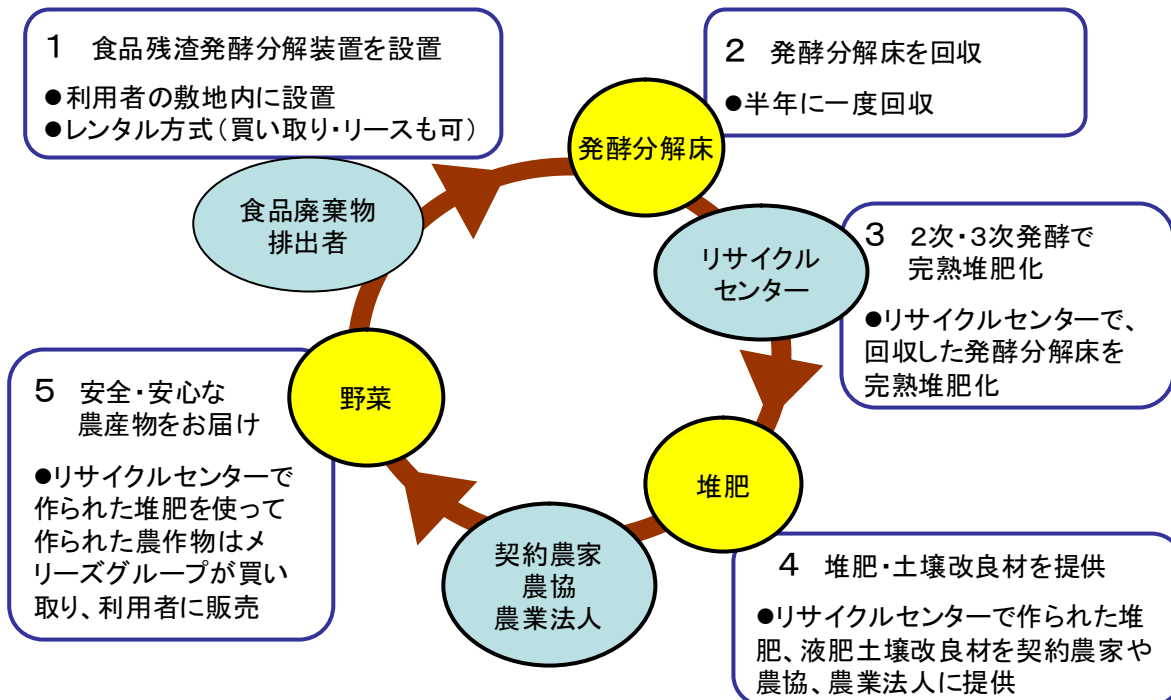 1 食品残渣発酵分解装置を設置
●利用者の敷地内に設置
●レンタル方式(買い取り・リースも可)
2 発酵分解床を回収
●半年に一度回収
発酵分解床
食品廃棄物
排出者
リサイクル
センター
3 2次・3次発酵で
完熟堆肥化
●リサイクルセンターで、
回収した発酵分解床を
完熟堆肥化
5 安全・安心な
農産物をお届け
●リサイクルセンターで
作られた堆肥を使って
作られた農作物はメ
リーズグループが買い
取り、利用者に販売
野菜
堆肥
契約農家
農協
農業法人
4 堆肥・土壌改良材を提供
●リサイクルセンターで作られた堆
肥、液肥土壌改良材を契約農家や
農協、農業法人に提供